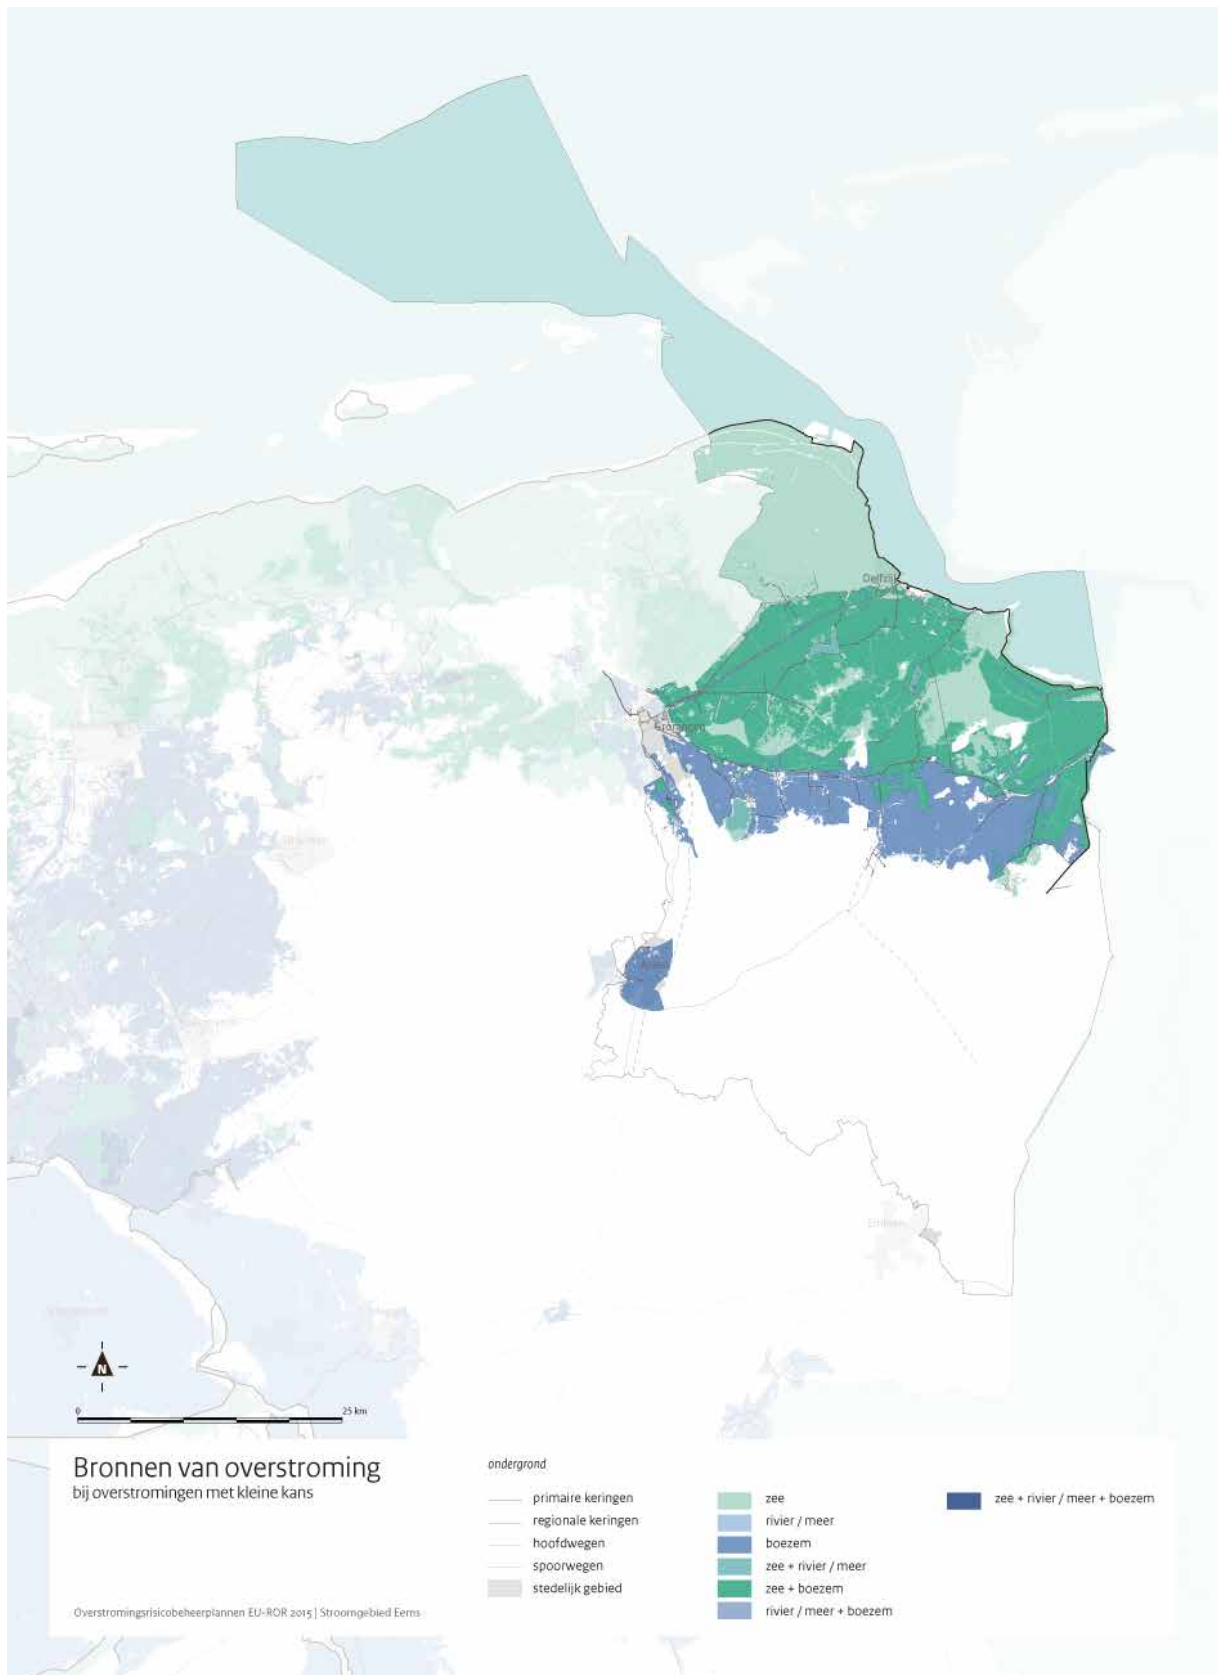 Delfzijl
Groningen
Emmen
N
0 25 km
Bronnen van overstroming
bij overstromingen met kleine kans
Overstromingsrisicobeheerplannen EU-ROR 2015 | Stroomgebied Eems
ondergrond
primaire keringen
regionale keringen
hoofdwegen
spoorwegen
stedelijk gebied
zee
rivier / meer
boezem
zee + rivier / meer
zee + boezem
rivier / meer + boezem
zee + rivier / meer + boezem